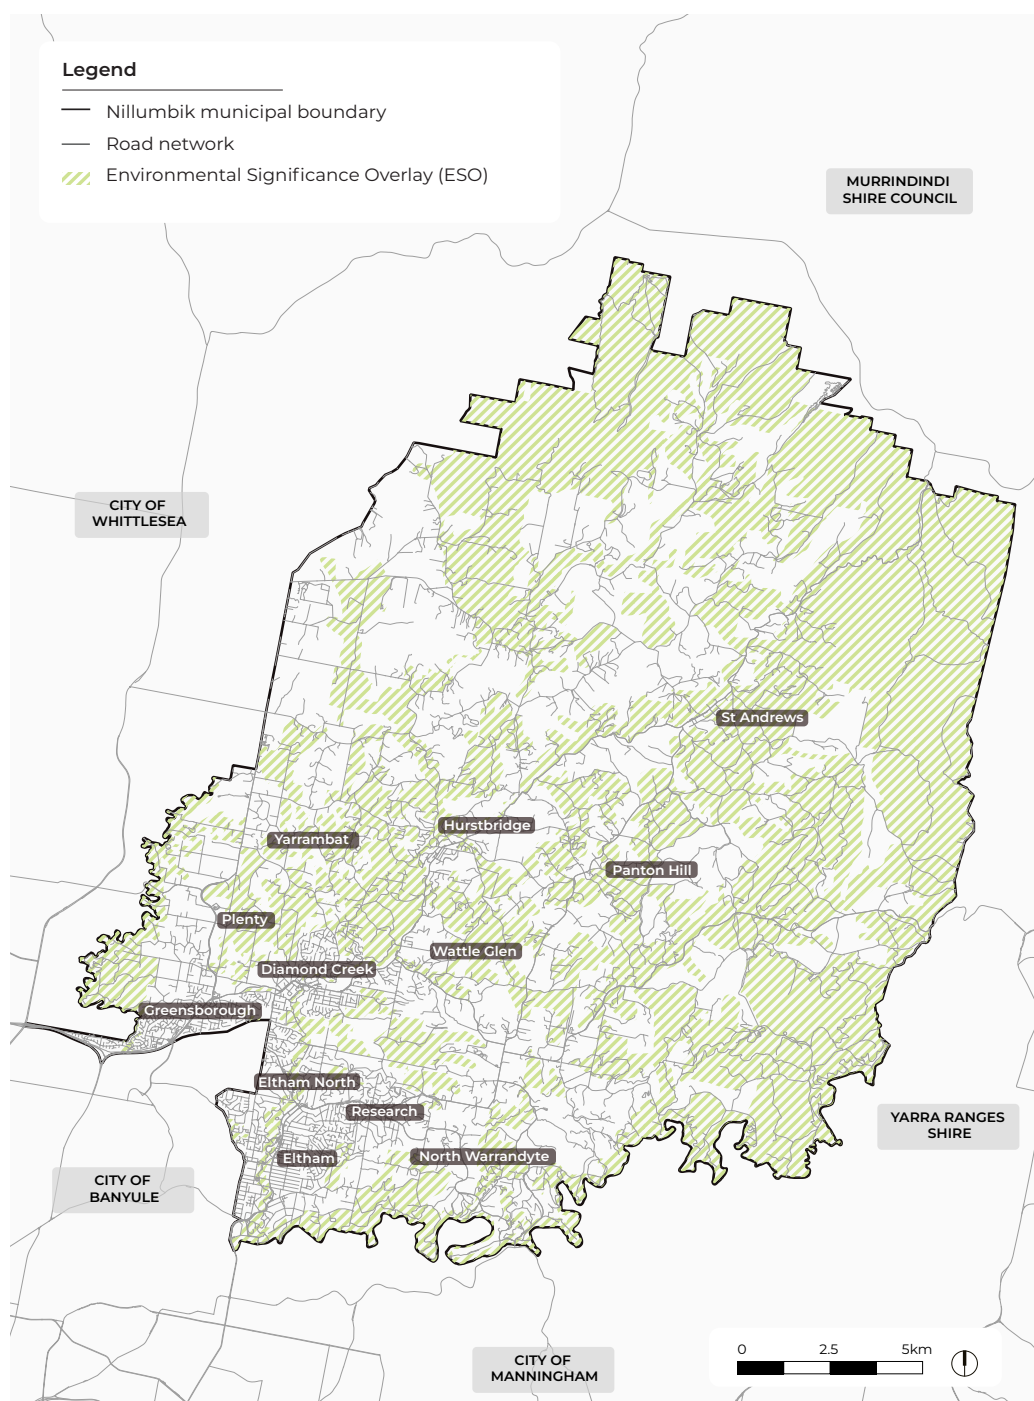 Legend
Nillumbik municipal boundary
Road network
Environmental Significance Overlay (ESO)
MURRINDINDI
SHIRE COUNCIL
CITY OF
WHITTLESEA
St Andrews
Hurstbridge
Yarrambat
Panton Hill
Plenty
Wattle Glen
Diamond Creek
Greensborough
Eltham North
Research
YARRA RANGES
SHIRE
Eltham
North Warrandyte
CITY OF
BANYULE
0 2.5 5km
CITY OF
MANNINGHAM